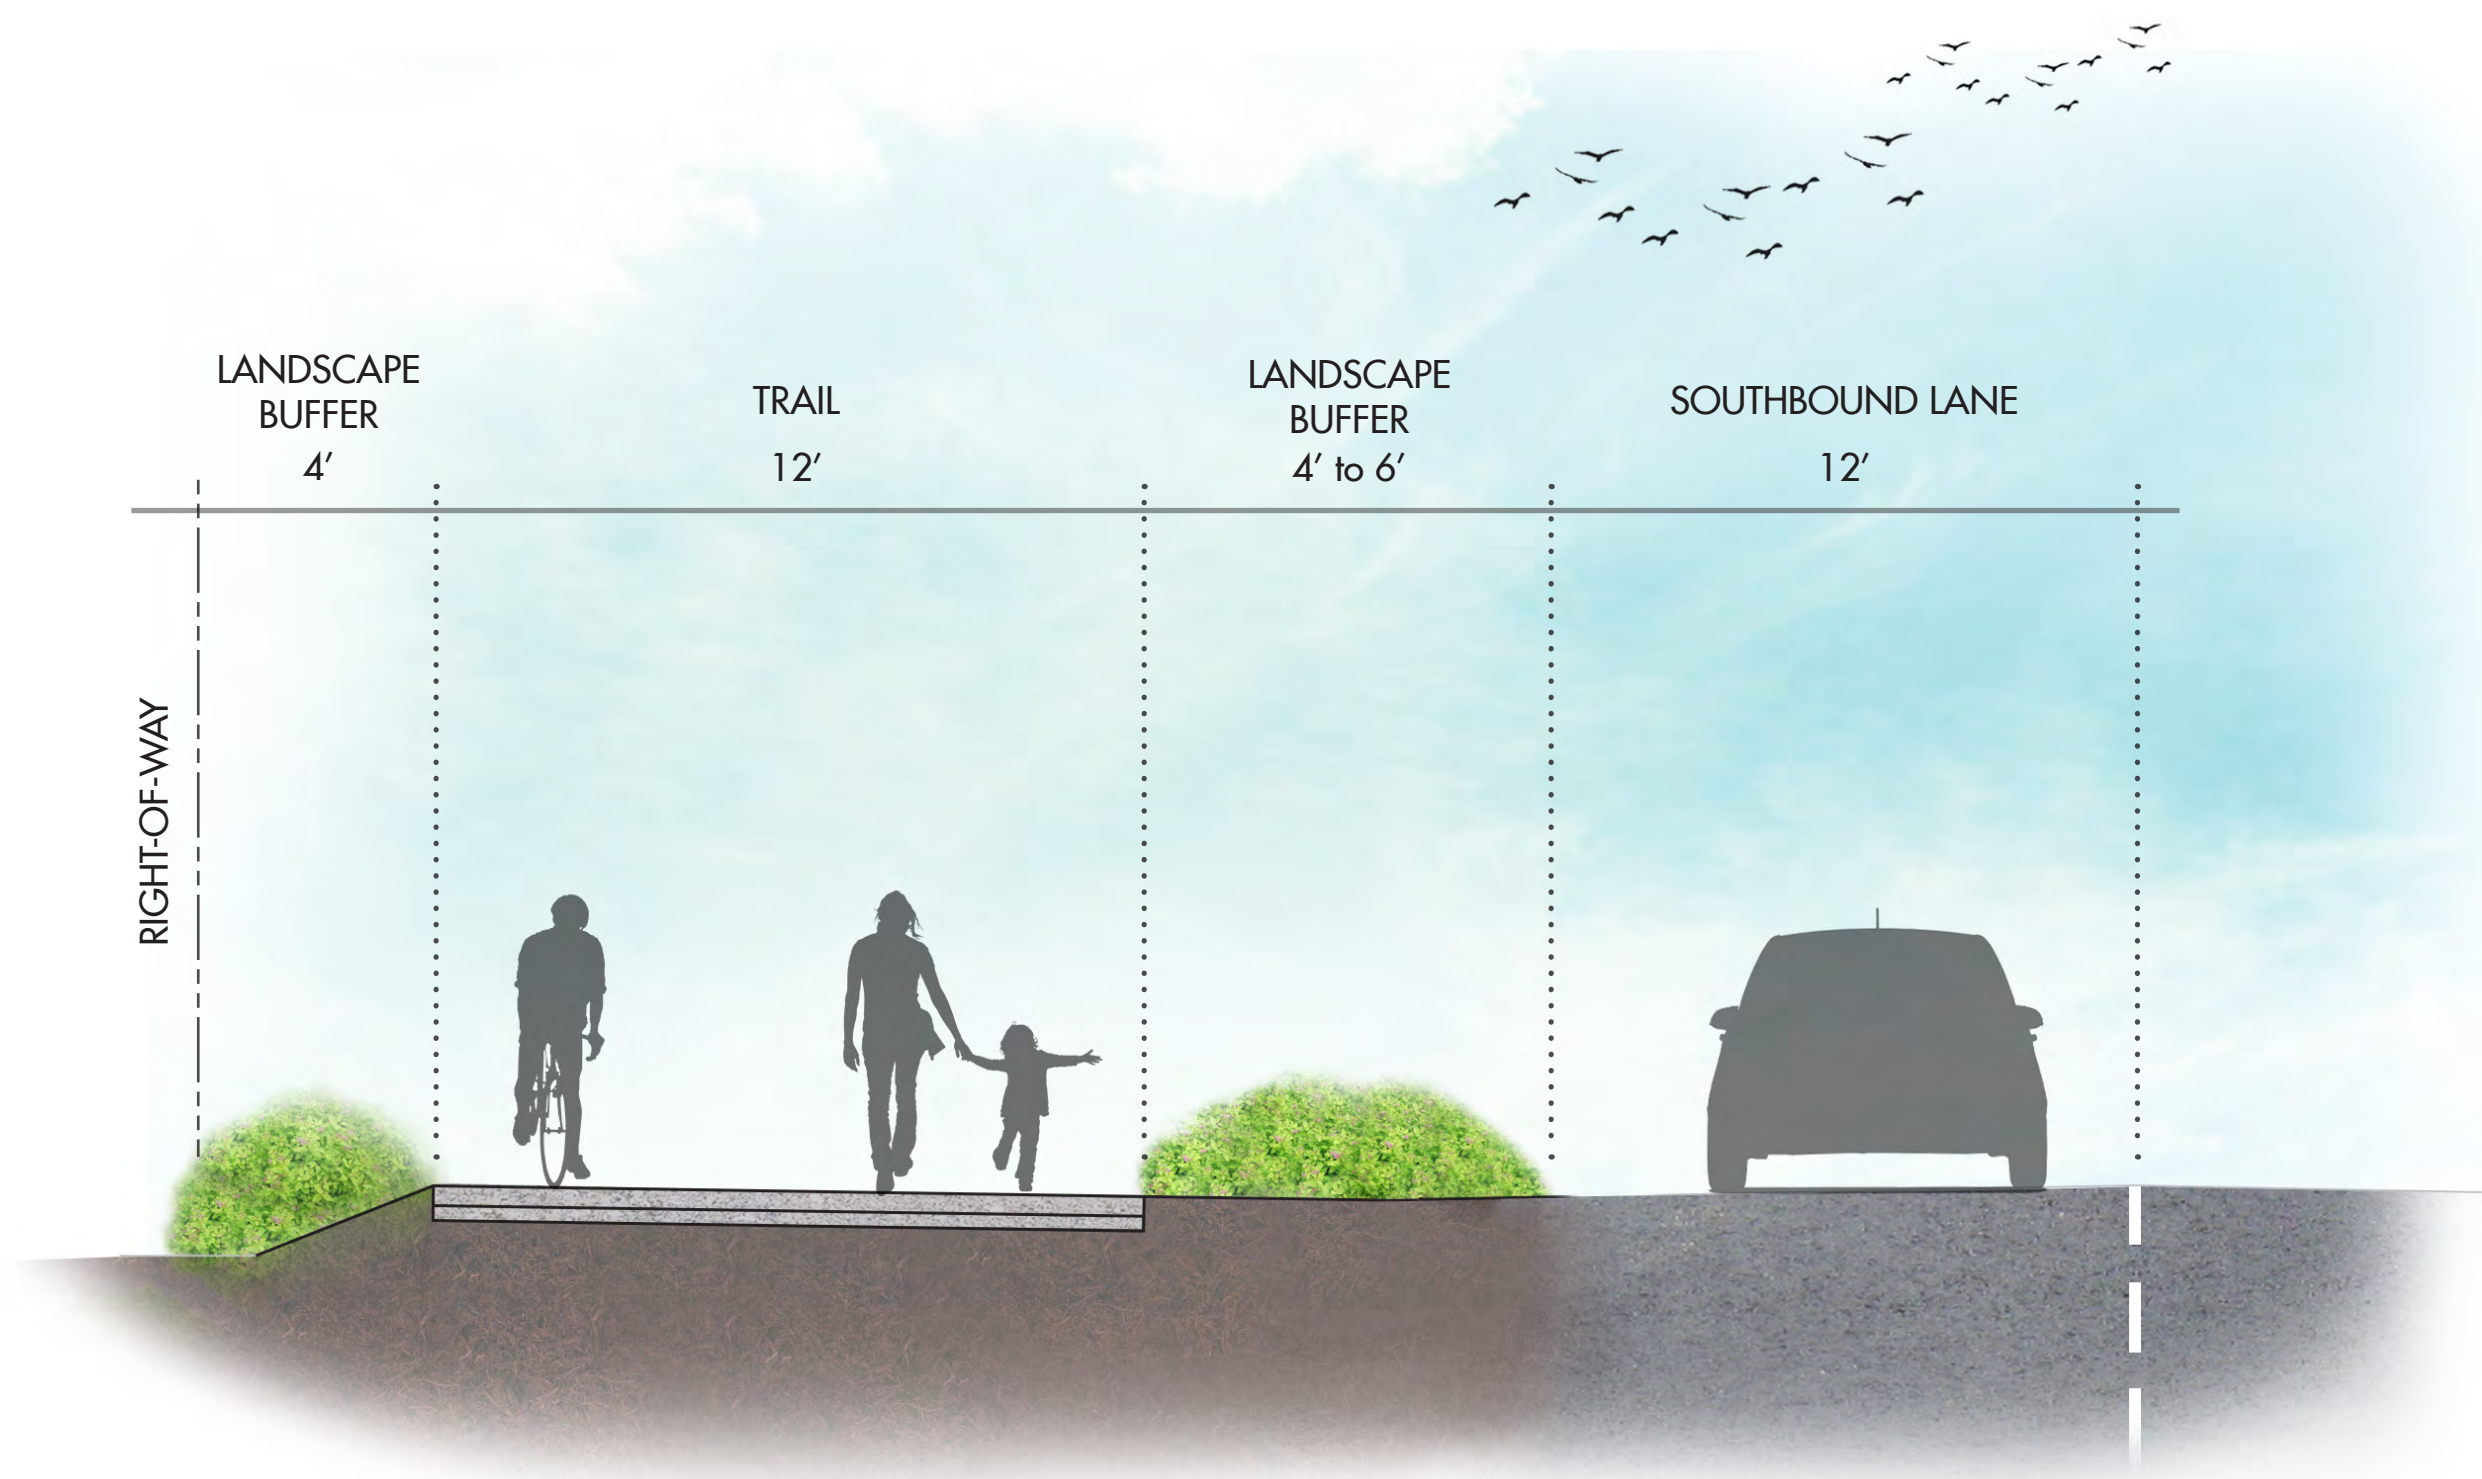 LANDSCAPE
BUFFER
4’
TRAIL
12’
LANDSCAPE
BUFFER
4’ to 6’
SOUTHBOUND LANE
12’
RIGHT-OF-WAY